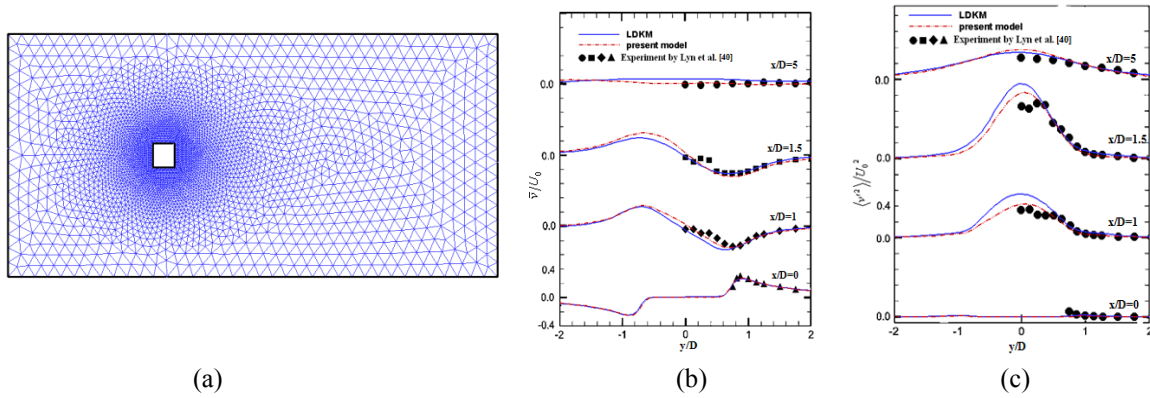 LDKM
present model
Experiment by Lyn et al. [40]
x/D=5
0.0
x/D=1.5
0.0
v̄/U₀
x/D=1
0.0
0.4
x/D=0
0.0
-0.4
-2 -1 0 1 2
y/D
LDKM
present model
Experiment by Lyn et al. [40]
x/D=5
0.0
x/D=1.5
0.0
⟨v'²⟩/U₀²
0.4
x/D=1
0.0
x/D=0
0.0
-2 -1 0 1 2
y/D
(a) (b) (c)